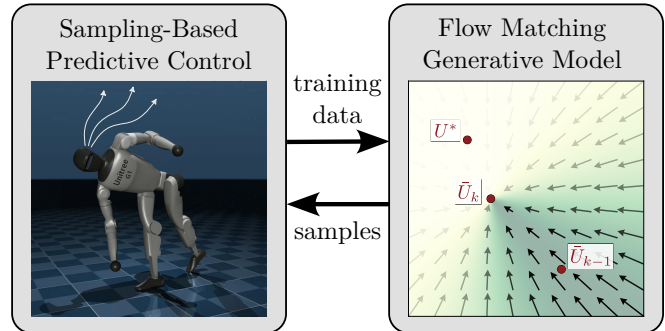 Sampling-Based
Predictive Control
Unitree
G1
training
data
samples
Flow Matching
Generative Model
U*
Ū_k
Ū_{k−1}